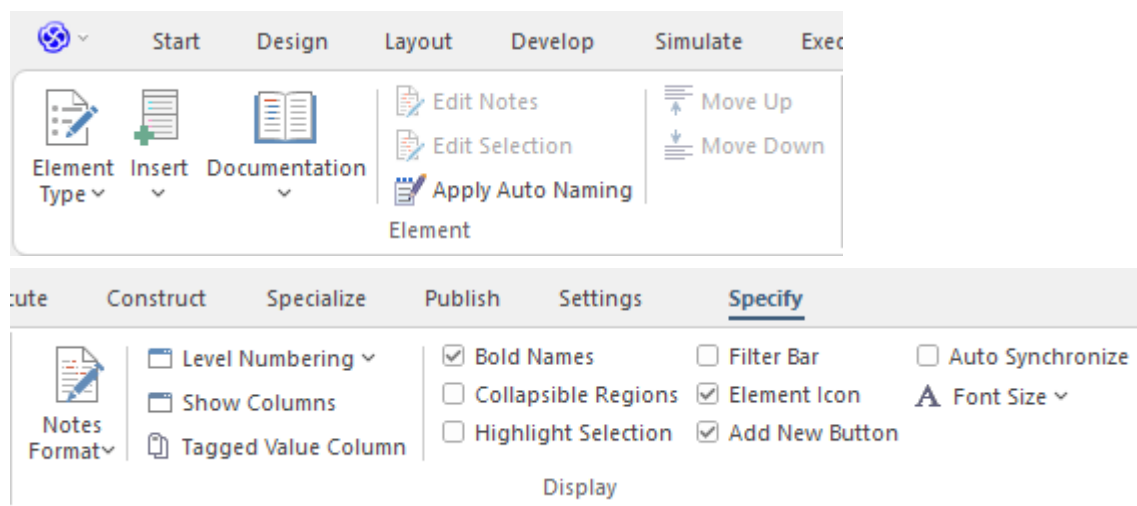 Start Design Layout Develop Simulate Exec
Element Type
Insert
Documentation
Edit Notes
Edit Selection
Apply Auto Naming
Move Up
Move Down
Element
cute Construct Specialize Publish Settings Specify
Notes Format
Level Numbering
Show Columns
Tagged Value Column
Bold Names
Collapsible Regions
Highlight Selection
Filter Bar
Element Icon
Add New Button
Auto Synchronize
A Font Size
Display